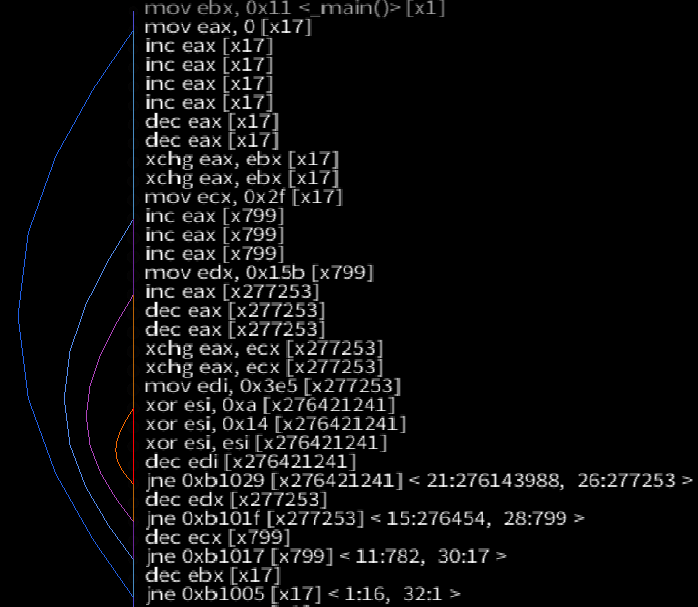 mov ebx, 0x11 <_main()> [x1]
mov eax, 0 [x17]
inc eax [x17]
inc eax [x17]
inc eax [x17]
inc eax [x17]
dec eax [x17]
dec eax [x17]
xchg eax, ebx [x17]
xchg eax, ebx [x17]
mov ecx, 0x2f [x17]
inc eax [x799]
inc eax [x799]
inc eax [x799]
mov edx, 0x15b [x799]
inc eax [x277253]
dec eax [x277253]
dec eax [x277253]
xchg eax, ecx [x277253]
xchg eax, ecx [x277253]
mov edi, 0x3e5 [x277253]
xor esi, 0xa [x276421241]
xor esi, 0x14 [x276421241]
xor esi, esi [x276421241]
dec edi [x276421241]
jne 0xb1029 [x276421241] < 21:276143988,  26:277253 >
dec edx [x277253]
jne 0xb101f [x277253] < 15:276454,  28:799 >
dec ecx [x799]
jne 0xb1017 [x799] < 11:782,  30:17 >
dec ebx [x17]
jne 0xb1005 [x17] < 1:16,  32:1 >